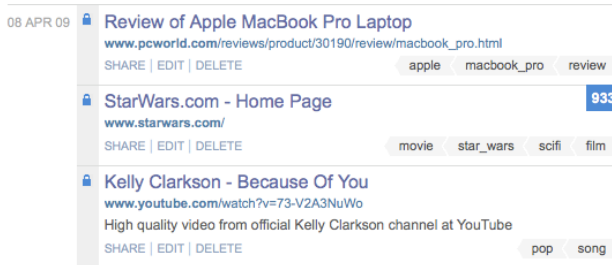 08 APR 09 Review of Apple MacBook Pro Laptop
www.pcworld.com/reviews/product/30190/review/macbook_pro.html
SHARE | EDIT | DELETE apple macbook_pro review
StarWars.com - Home Page 933
www.starwars.com/
SHARE | EDIT | DELETE movie star_wars scifi film
Kelly Clarkson - Because Of You
www.youtube.com/watch?v=73-V2A3NuWo
High quality video from official Kelly Clarkson channel at YouTube
SHARE | EDIT | DELETE pop song